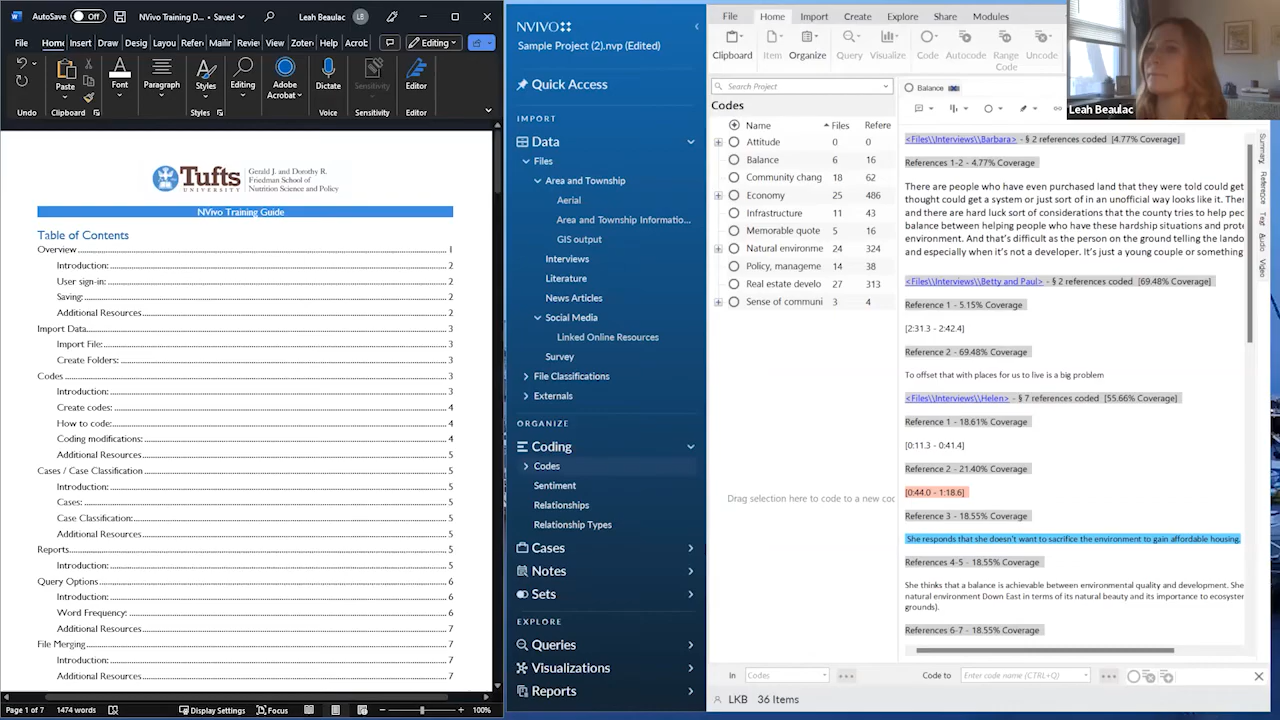 NVivo Training D... • Saved
Leah Beaulac
LB
File
Home
Insert
Draw
Design
Layout
References
Mailings
Review
View
Help
Acrobat
Editing
Clipboard
Font
Paragraph
Styles
Editing
Adobe Acrobat
Dictate
Sensitivity
Editor
Tufts
UNIVERSITY
Gerald J. and Dorothy R.
Friedman School of
Nutrition Science and Policy
NVivo Training Guide
Table of Contents
Overview 1
Introduction: 2
User sign-in: 2
Saving: 2
Additional Resources 2
Import Data 3
Import File: 3
Create Folders: 3
Codes 3
Introduction: 3
Create codes: 4
How to code: 4
Coding modifications: 4
Additional Resources 5
Cases / Case Classification 5
Introduction: 5
Cases: 5
Case Classification: 5
Additional Resources 5
Reports 5
Introduction: 5
Query Options 6
Introduction: 6
Word Frequency: 6
Additional Resources 7
File Merging 7
Introduction: 7
Additional Resources 7
Page 1 of 7
1474 words
Display Settings
Focus
100%
NVIVO
Sample Project (2).nvp (Edited)
Quick Access
IMPORT
Data
Files
Area and Township
Aerial
Area and Township Informatio...
GIS output
Interviews
Literature
News Articles
Social Media
Linked Online Resources
Survey
File Classifications
Externals
ORGANIZE
Coding
Codes
Sentiment
Relationships
Relationship Types
Cases
Notes
Sets
EXPLORE
Queries
Visualizations
Reports
File Home Import Create Explore Share Modules
Clipboard
Item
Organize
Query
Visualize
Code
Autocode
Range Code
Uncode
Search Project
Codes
Name Files Refere
Attitude 0 0
Balance 6 16
Community chang 18 62
Economy 25 486
Infrastructure 11 43
Memorable quote 5 16
Natural environme 24 324
Policy, manageme 14 38
Real estate develo 27 313
Sense of communi 3 4
Drag selection here to code to a new coc
Balance
<Files\\Interviews\\Barbara> - § 2 references coded [4.77% Coverage]
References 1-2 - 4.77% Coverage
There are people who have even purchased land that they were told could get
thought could get a system or just sort of in an unofficial way looks like it. Ther
and there are hard luck sort of considerations that the county tries to help pec
balance between helping people who have these hardship situations and prote
environment. And that's difficult as the person on the ground telling the lando
and especially when it's not a developer. It's just a young couple or something
<Files\\Interviews\\Betty and Paul> - § 2 references coded [69.48% Coverage]
Reference 1 - 5.15% Coverage
[2:31.3 - 2:42.4]
Reference 2 - 69.48% Coverage
To offset that with places for us to live is a big problem
<Files\\Interviews\\Helen> - § 7 references coded [55.66% Coverage]
Reference 1 - 18.61% Coverage
[0:11.3 - 0:41.4]
Reference 2 - 21.40% Coverage
[0:44.0 - 1:18.6]
Reference 3 - 18.55% Coverage
She responds that she doesn't want to sacrifice the environment to gain affordable housing.
References 4-5 - 18.55% Coverage
She thinks that a balance is achievable between environmental quality and development. She
natural environment Down East in terms of its natural beauty and its importance to ecosyster
grounds).
References 6-7 - 18.55% Coverage
Summary
Reference
Text
Audio
Video
Leah Beaulac
In Codes
Code to Enter code name (CTRL+Q)
LKB 36 Items